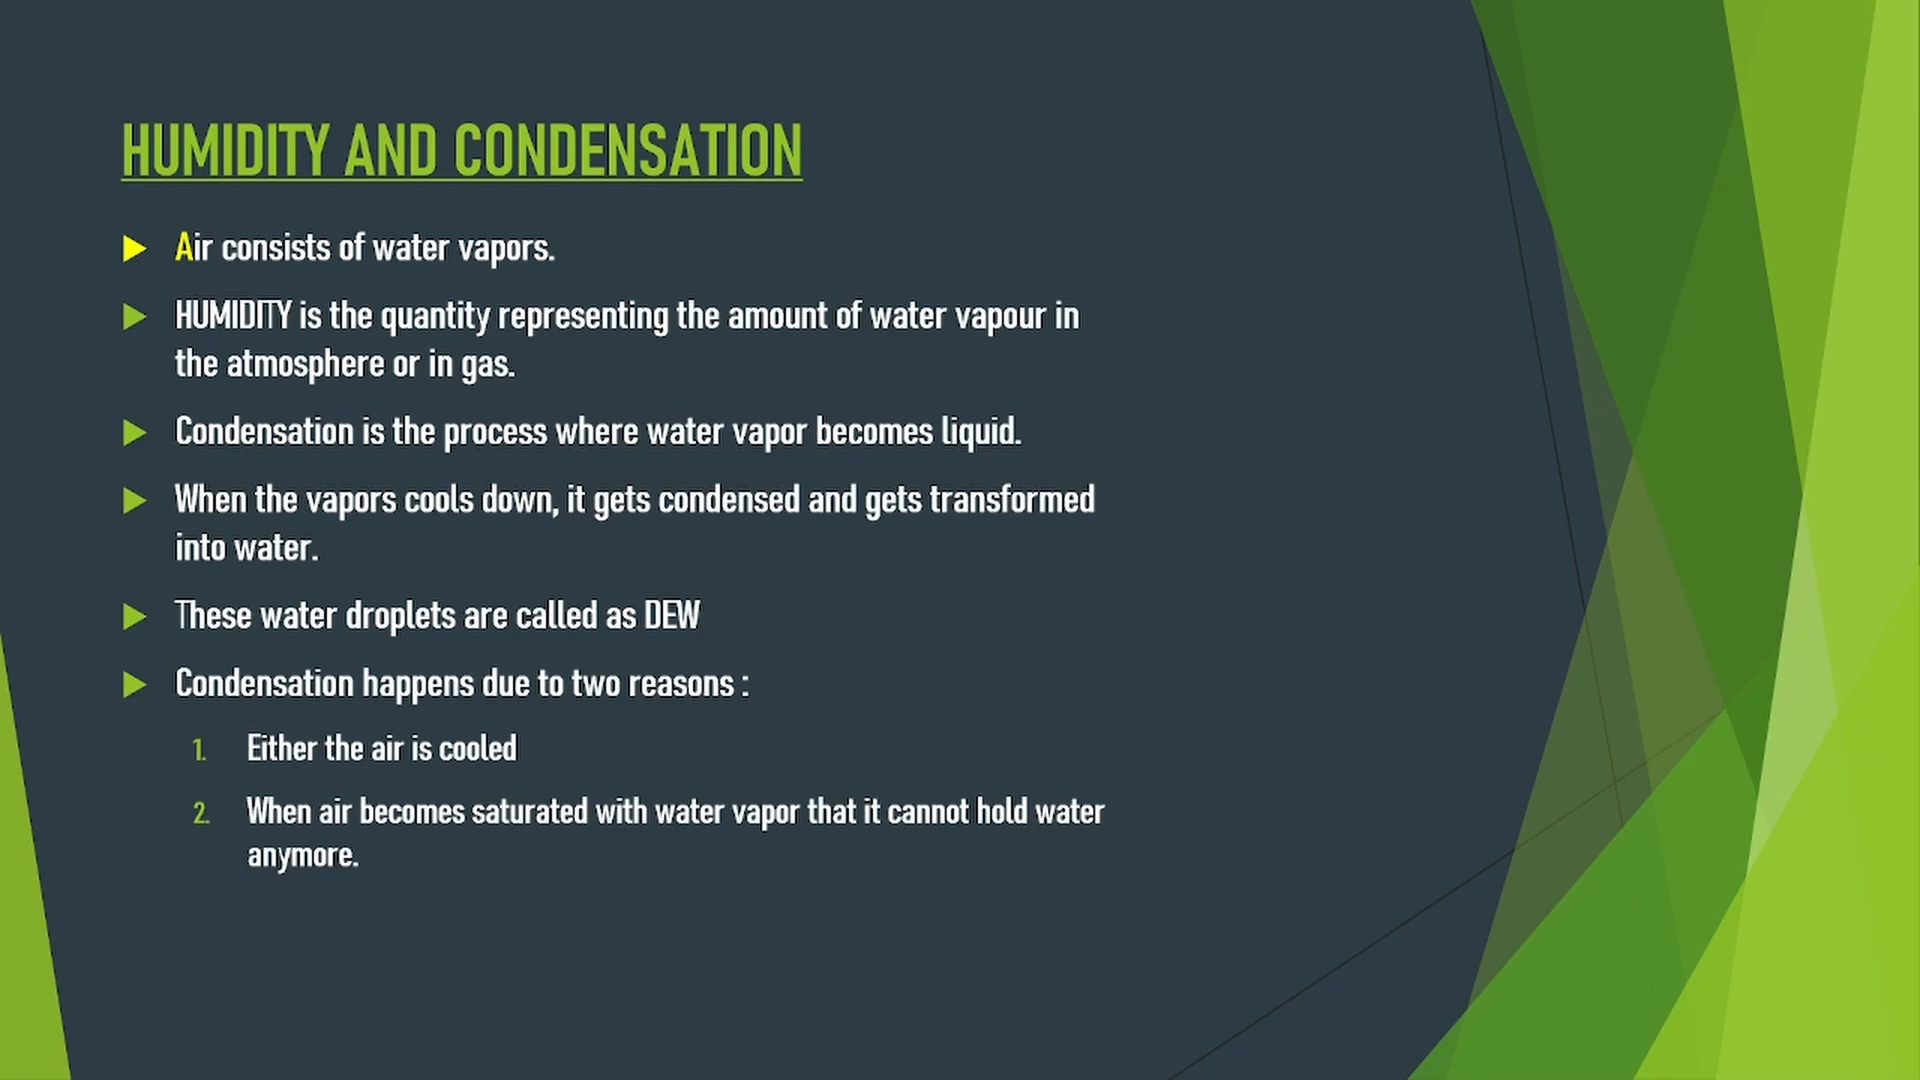 HUMIDITY AND CONDENSATION
Air consists of water vapors.
HUMIDITY is the quantity representing the amount of water vapour in
the atmosphere or in gas.
Condensation is the process where water vapor becomes liquid.
When the vapors cools down, it gets condensed and gets transformed
into water.
These water droplets are called as DEW
Condensation happens due to two reasons :
1. Either the air is cooled
2. When air becomes saturated with water vapor that it cannot hold water
anymore.